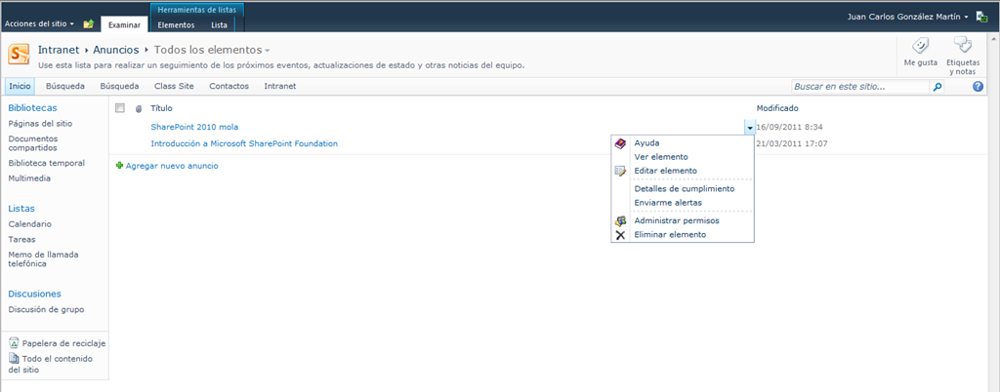 Herramientas de listas
Acciones del sitio
Examinar
Elementos
Lista
Juan Carlos González Martín
Intranet
Anuncios
Todos los elementos
Use esta lista para realizar un seguimiento de los próximos eventos, actualizaciones de estado y otras noticias del equipo.
Me gusta
Etiquetas
y notas
Inicio
Búsqueda
Búsqueda
Class Site
Contactos
Intranet
Buscar en este sitio...
Bibliotecas
Páginas del sitio
Documentos
compartidos
Biblioteca temporal
Multimedia
Listas
Calendario
Tareas
Memo de llamada
telefónica
Discusiones
Discusión de grupo
Papelera de reciclaje
Todo el contenido
del sitio
Título
Modificado
SharePoint 2010 mola
16/09/2011 8:34
Introducción a Microsoft SharePoint Foundation
21/03/2011 17:07
Agregar nuevo anuncio
Ayuda
Ver elemento
Editar elemento
Detalles de cumplimiento
Enviarme alertas
Administrar permisos
Eliminar elemento